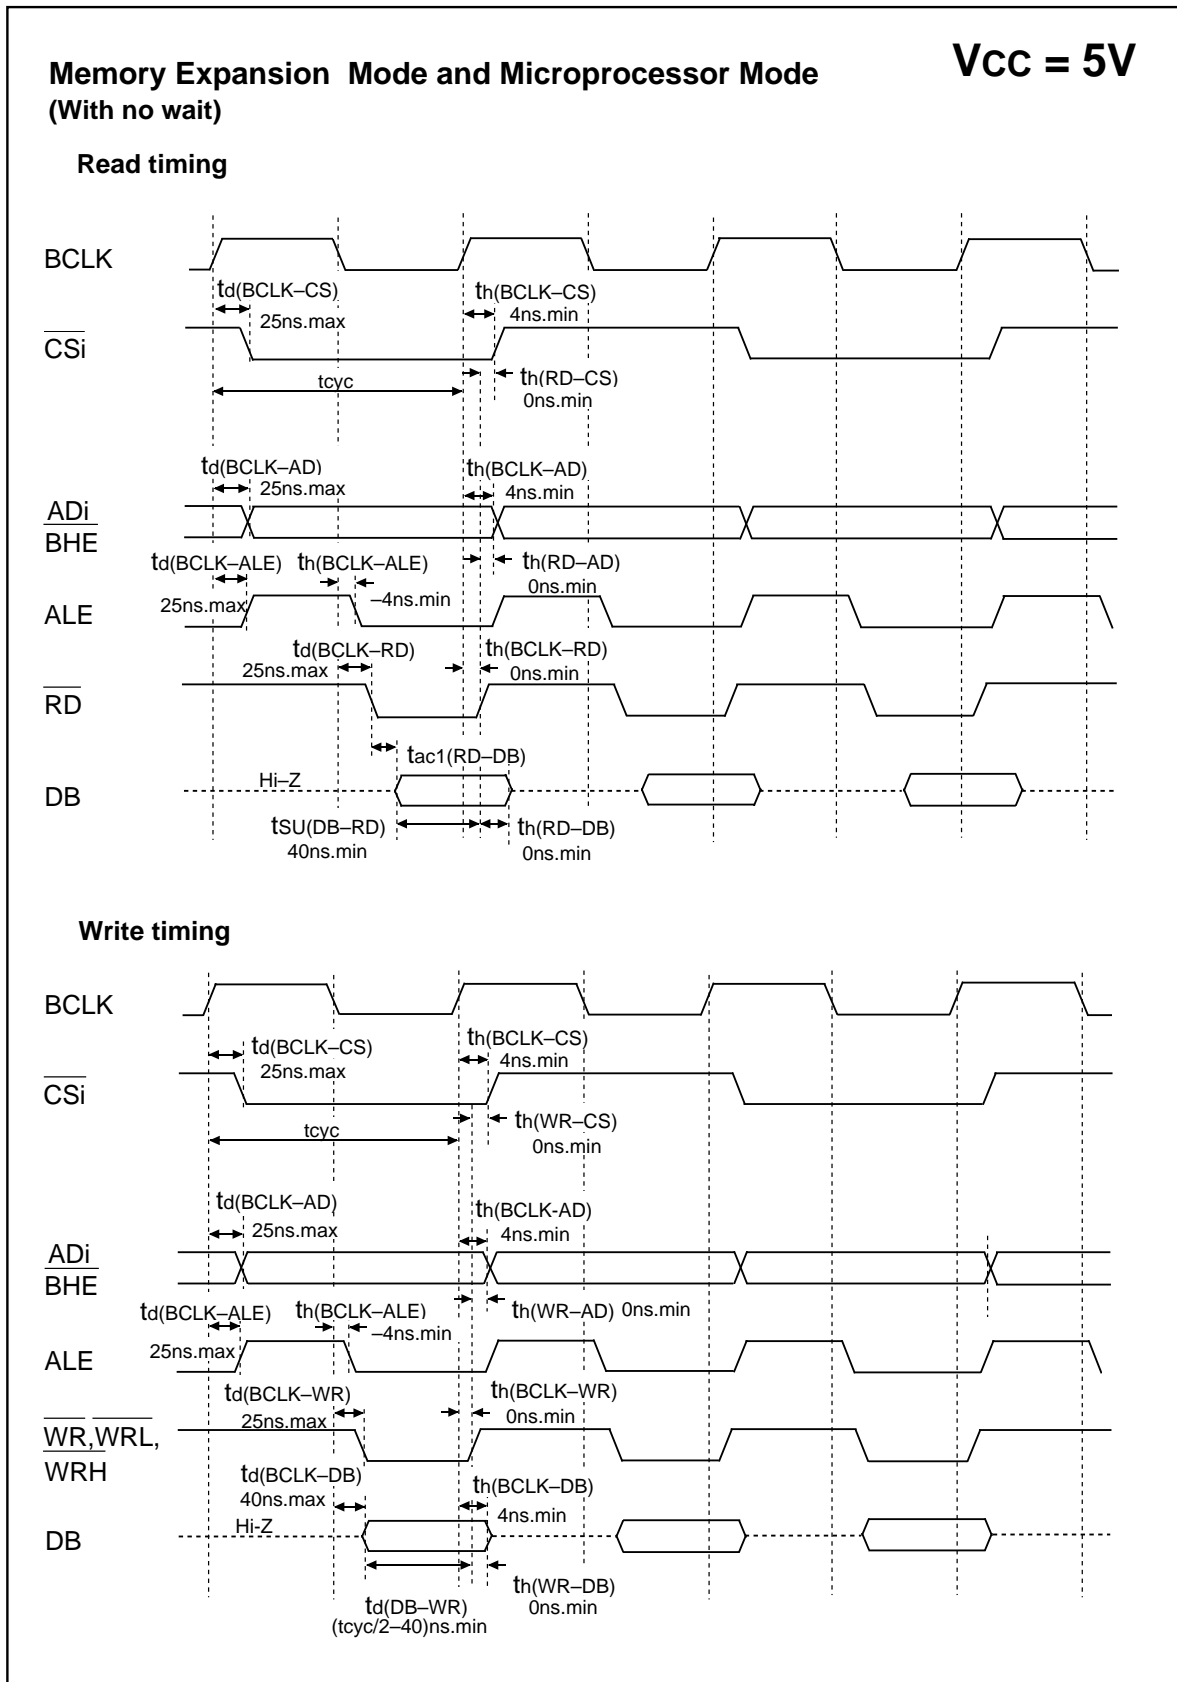 Memory Expansion Mode and Microprocessor Mode
VCC = 5V
(With no wait)
Read timing
BCLK
td(BCLK–CS)
25ns.max
th(BCLK–CS)
4ns.min
CSi
tcyc
th(RD–CS)
0ns.min
td(BCLK–AD)
25ns.max
th(BCLK–AD)
4ns.min
ADi
BHE
td(BCLK–ALE)
25ns.max
th(BCLK–ALE)
–4ns.min
th(RD–AD)
0ns.min
ALE
td(BCLK–RD)
25ns.max
th(BCLK–RD)
0ns.min
RD
tac1(RD–DB)
Hi–Z
DB
tSU(DB–RD)
40ns.min
th(RD–DB)
0ns.min
Write timing
BCLK
td(BCLK–CS)
25ns.max
th(BCLK–CS)
4ns.min
CSi
tcyc
th(WR–CS)
0ns.min
td(BCLK–AD)
25ns.max
th(BCLK-AD)
4ns.min
ADi
BHE
td(BCLK–ALE)
25ns.max
th(BCLK–ALE)
–4ns.min
th(WR–AD) 0ns.min
ALE
td(BCLK–WR)
25ns.max
th(BCLK–WR)
0ns.min
WR,WRL,
WRH
td(BCLK–DB)
40ns.max
th(BCLK–DB)
4ns.min
Hi-Z
DB
td(DB–WR)
(tcyc/2–40)ns.min
th(WR–DB)
0ns.min